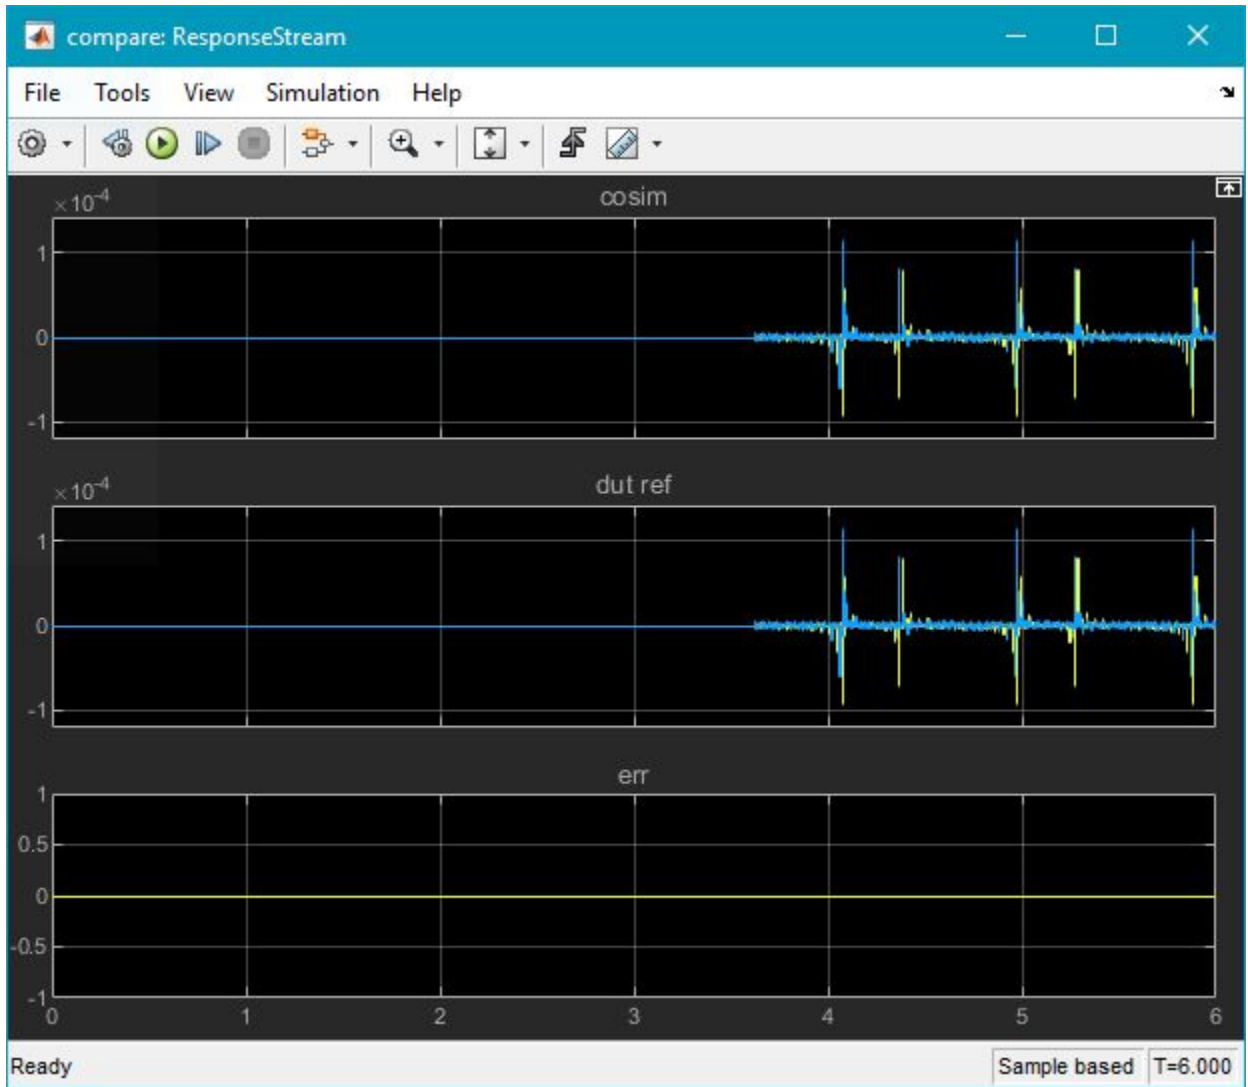 compare: ResponseStream
File Tools View Simulation Help
×10-4
cosim
1
0
-1
×10-4
dut ref
1
0
-1
err
1
0.5
0
-0.5
-1
0 1 2 3 4 5 6
Ready Sample based T=6.000